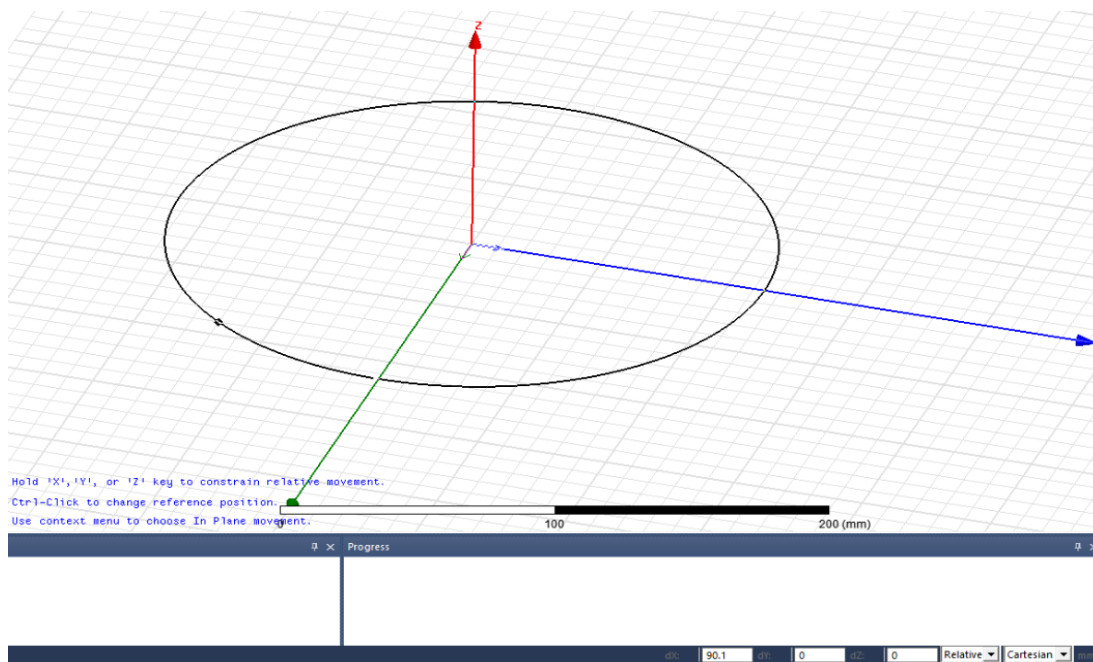 Z
Hold 'X','Y', or 'Z' key to constrain relative movement.
Ctrl-Click to change reference position.
Use context menu to choose In Plane movement.
0 100 200 (mm)
Progress
dX: 90.1 dY: 0 dZ: 0 Relative Cartesian mm